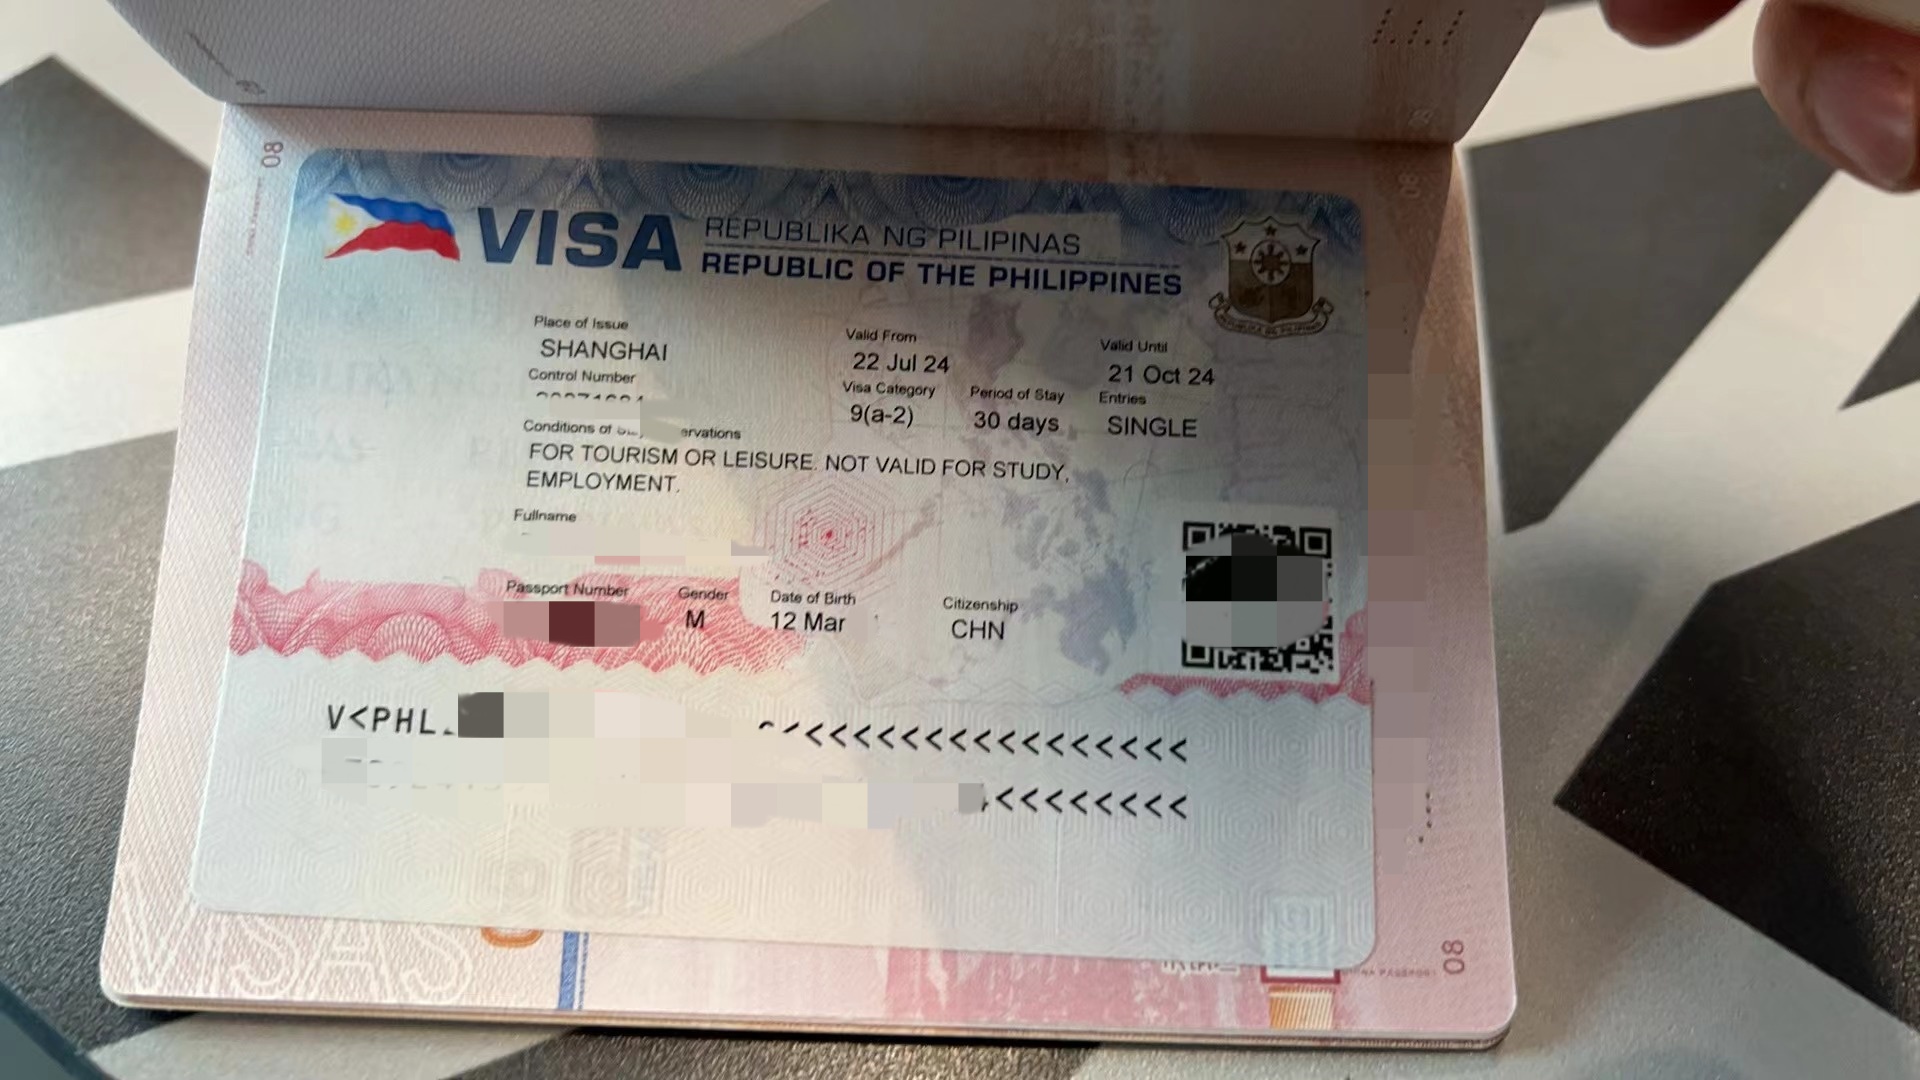 08
VISA
REPUBLIKA NG PILIPINAS
REPUBLIC OF THE PHILIPPINES
Place of Issue
SHANGHAI
Valid From
22 Jul 24
Valid Until
21 Oct 24
Control Number
Visa Category
9(a-2)
Period of Stay
30 days
Entries
SINGLE
Conditions of
FOR TOURISM OR LEISURE. NOT VALID FOR STUDY,
EMPLOYMENT.
Fullname
Passport Number
Gender
M
Date of Birth
12 Mar
Citizenship
CHN
V<PHL
<<<<<<<<<<<<<<<<<
<<<<<<<<<
VISAS
08